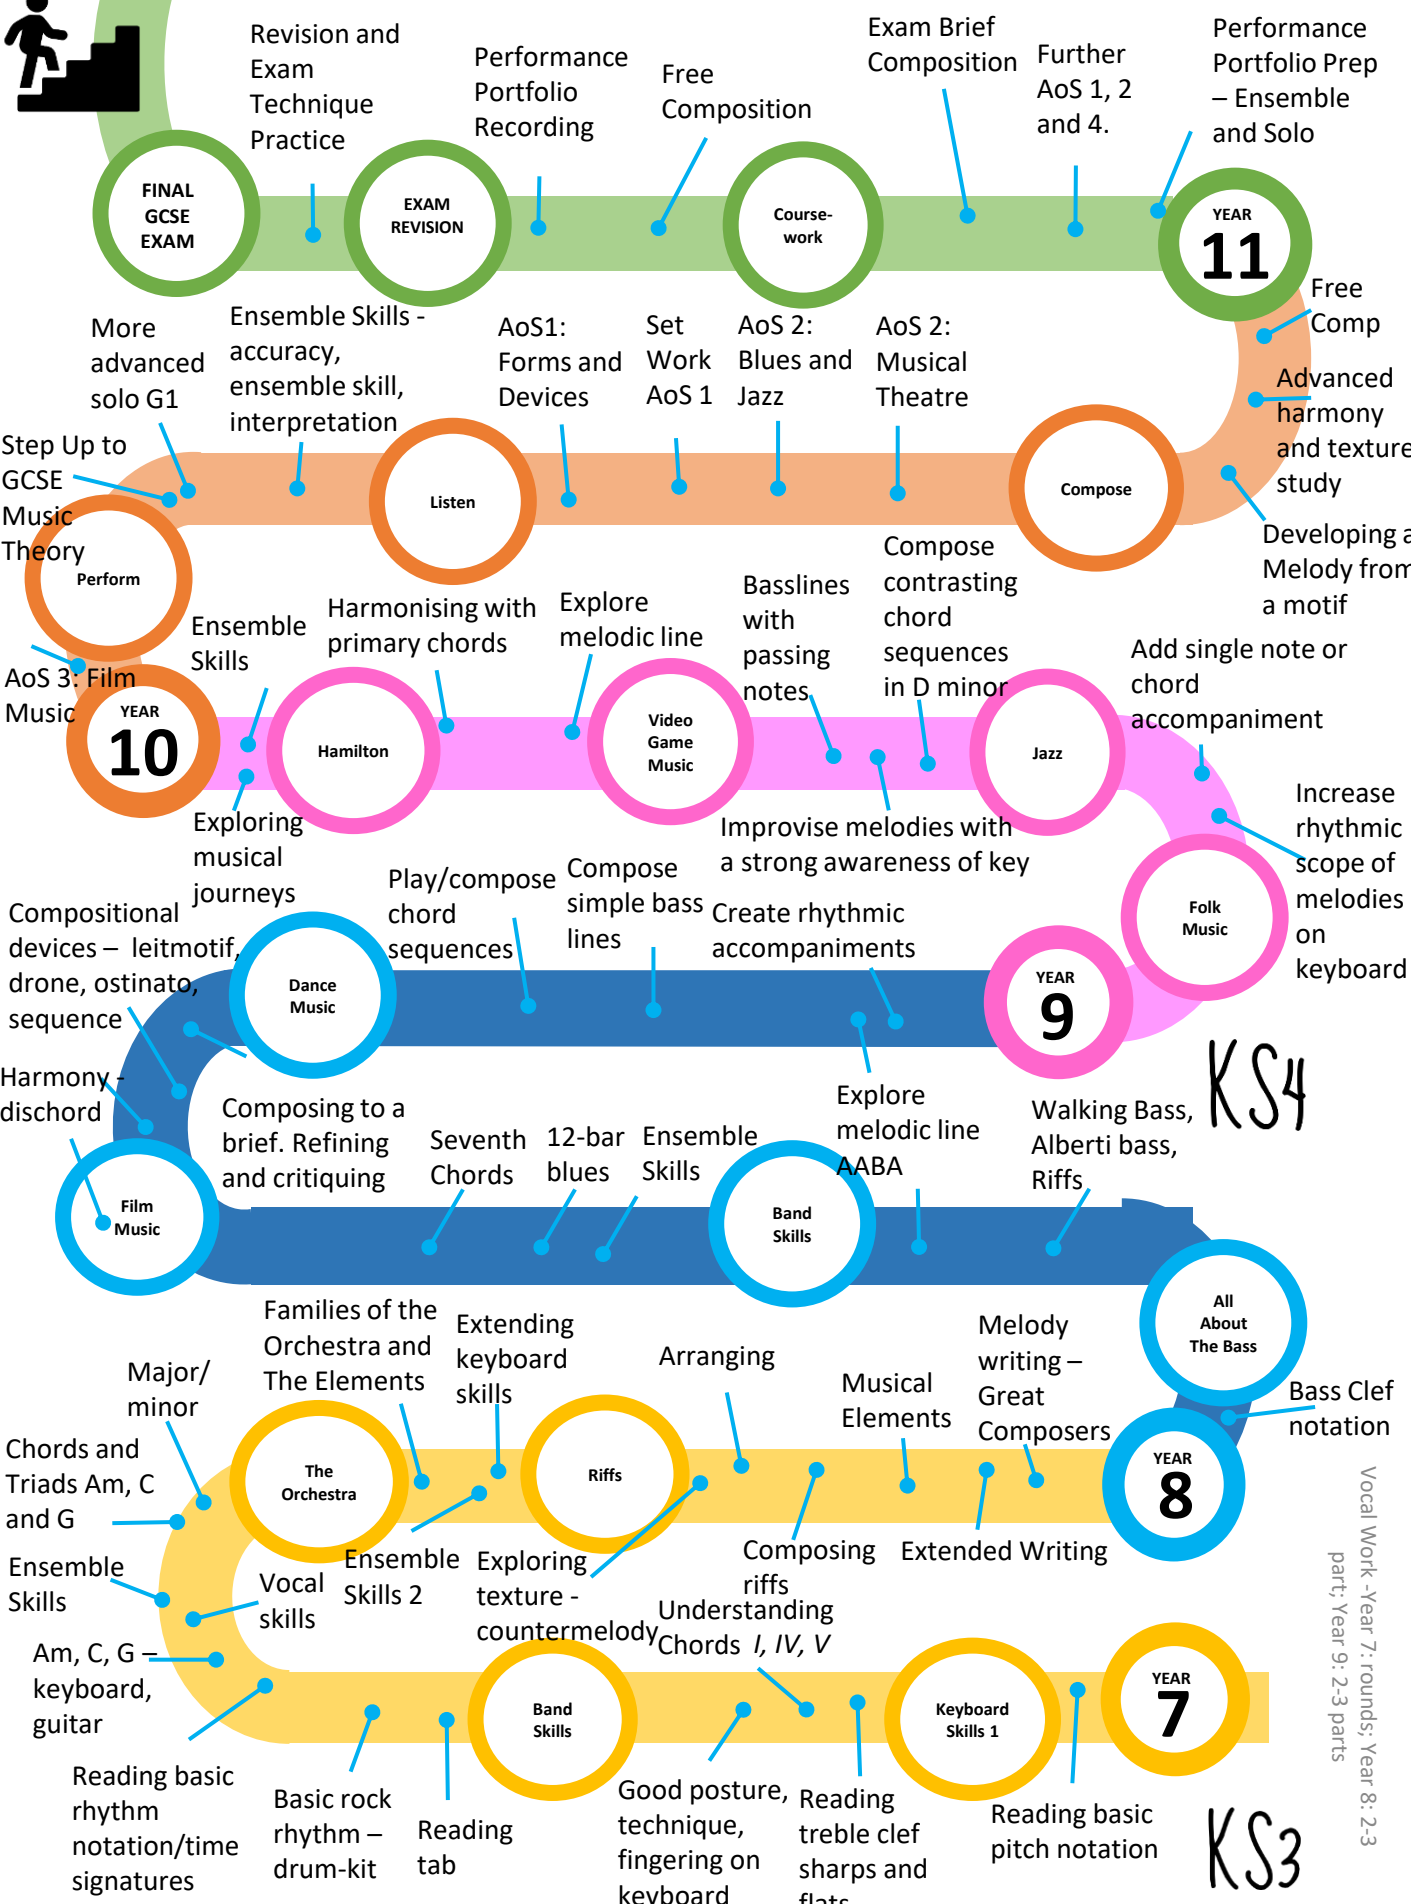 Revision and
Exam
Technique
Practice
Performance
Portfolio
Recording
Free
Composition
Exam Brief
Composition
Further
AoS 1, 2
and 4.
Performance
Portfolio Prep
– Ensemble
and Solo
FINAL
GCSE
EXAM
EXAM
REVISION
Course-
work
YEAR
11
Free
Comp
Advanced
harmony
and texture
study
Developing a
Melody from
a motif
More
advanced
solo G1
Ensemble Skills -
accuracy,
ensemble skill,
interpretation
AoS1:
Forms and
Devices
Set
Work
AoS 1
AoS 2:
Blues and
Jazz
AoS 2:
Musical
Theatre
Step Up to
GCSE
Music
Theory
Perform
Listen
Compose
AoS 3: Film
Music
YEAR
10
Ensemble
Skills
Harmonising with
primary chords
Explore
melodic line
Basslines
with
passing
notes
Compose
contrasting
chord
sequences
in D minor
Add single note or
chord
accompaniment
Hamilton
Video
Game
Music
Jazz
Exploring
musical
journeys
Improvise melodies with
a strong awareness of key
Increase
rhythmic
scope of
melodies
on
keyboard
Folk
Music
Compositional
devices – leitmotif,
drone, ostinato,
sequence
Play/compose
chord
sequences
Compose
simple bass
lines
Create rhythmic
accompaniments
Dance
Music
YEAR
9
KS4
Harmony -
dischord
Composing to a
brief. Refining
and critiquing
Seventh
Chords
12-bar
blues
Ensemble
Skills
Explore
melodic line
AABA
Walking Bass,
Alberti bass,
Riffs
Film
Music
Band
Skills
All
About
The Bass
Major/
minor
Families of the
Orchestra and
The Elements
Extending
keyboard
skills
Arranging
Musical
Elements
Melody
writing –
Great
Composers
Bass Clef
notation
Chords and
Triads Am, C
and G
The
Orchestra
Riffs
YEAR
8
Ensemble
Skills
Vocal
skills
Ensemble
Skills 2
Exploring
texture -
countermelody
Composing
riffs
Extended Writing
Understanding
Chords I, IV, V
Am, C, G –
keyboard,
guitar
Band
Skills
Keyboard
Skills 1
YEAR
7
Reading basic
rhythm
notation/time
signatures
Basic rock
rhythm –
drum-kit
Reading
tab
Good posture,
technique,
fingering on
keyboard
Reading
treble clef
sharps and
flats
Reading basic
pitch notation
KS3
Vocal Work -Year 7: rounds; Year 8: 2-3
part; Year 9: 2-3 parts